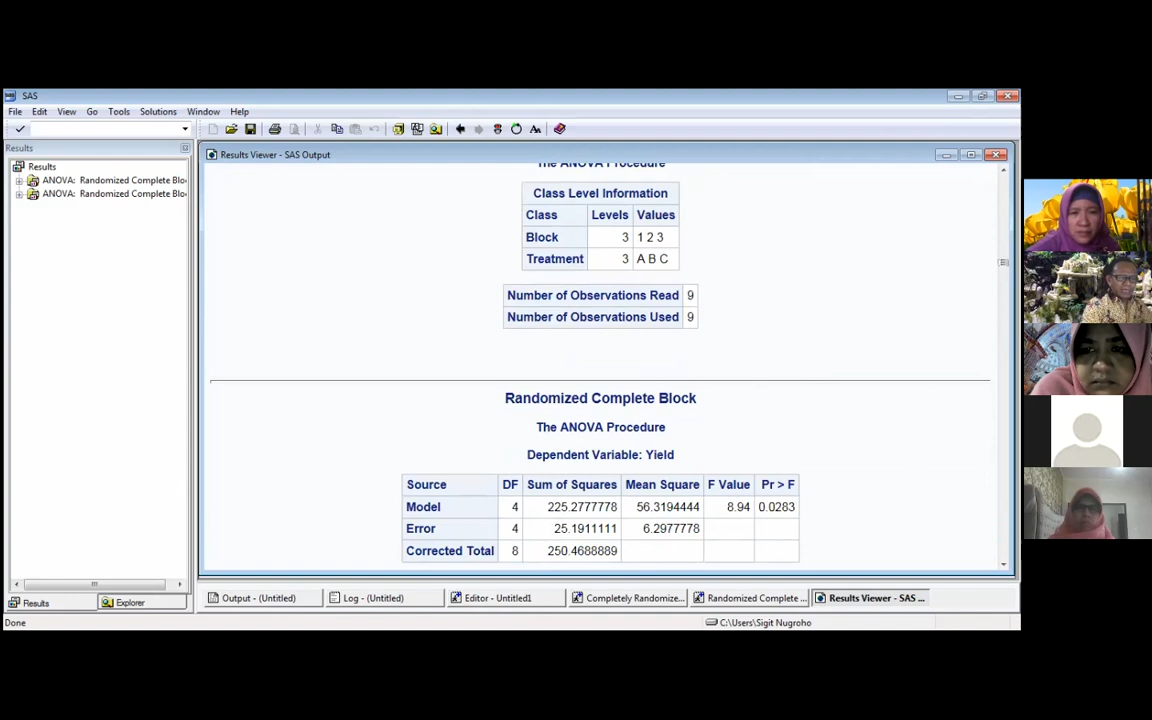 SAS
File Edit View Go Tools Solutions Window Help
Results
Results Viewer - SAS Output
Results
ANOVA: Randomized Complete Blo
ANOVA: Randomized Complete Blo
The ANOVA Procedure
Class Level Information
Class Levels Values
Block 3 1 2 3
Treatment 3 A B C
Number of Observations Read 9
Number of Observations Used 9
Randomized Complete Block
The ANOVA Procedure
Dependent Variable: Yield
Source DF Sum of Squares Mean Square F Value Pr > F
Model 4 225.2777778 56.3194444 8.94 0.0283
Error 4 25.1911111 6.2977778
Corrected Total 8 250.4688889
Results Explorer
Output - (Untitled) Log - (Untitled) Editor - Untitled1 Completely Randomize... Randomized Complete ... Results Viewer - SAS ...
Done C:\Users\Sigit Nugroho